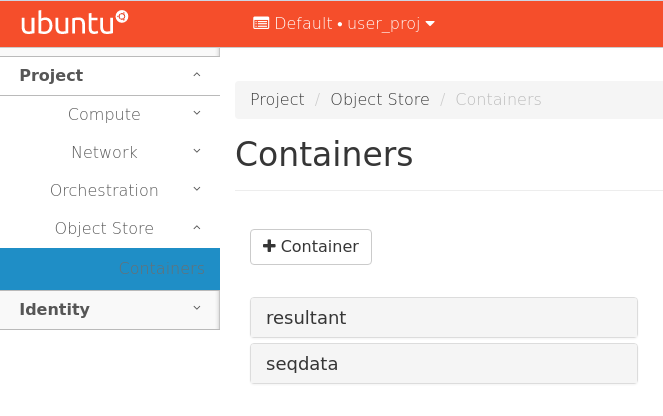 ubuntu
Default • user_proj
Project
Compute
Network
Orchestration
Object Store
Containers
Identity
Project / Object Store / Containers
Containers
Container
resultant
seqdata